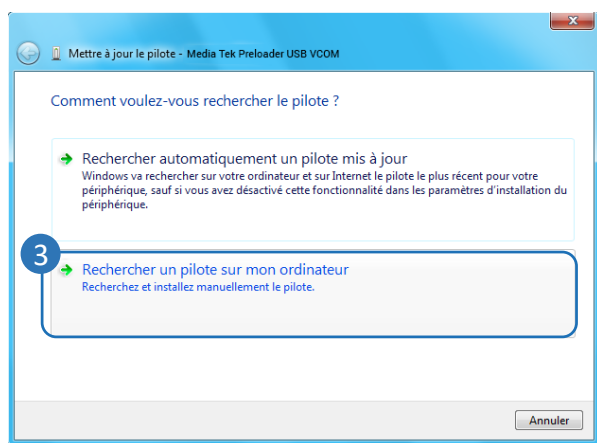 x
Mettre à jour le pilote - Media Tek Preloader USB VCOM
Comment voulez-vous rechercher le pilote ?
Rechercher automatiquement un pilote mis à jour
Windows va rechercher sur votre ordinateur et sur Internet le pilote le plus récent pour votre
périphérique, sauf si vous avez désactivé cette fonctionnalité dans les paramètres d'installation du
périphérique.
3
Rechercher un pilote sur mon ordinateur
Recherchez et installez manuellement le pilote.
Annuler